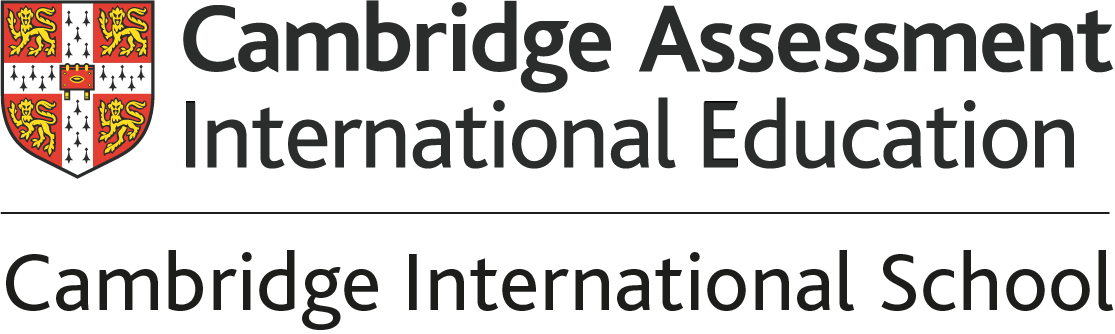 Cambridge Assessment
International Education
Cambridge International School